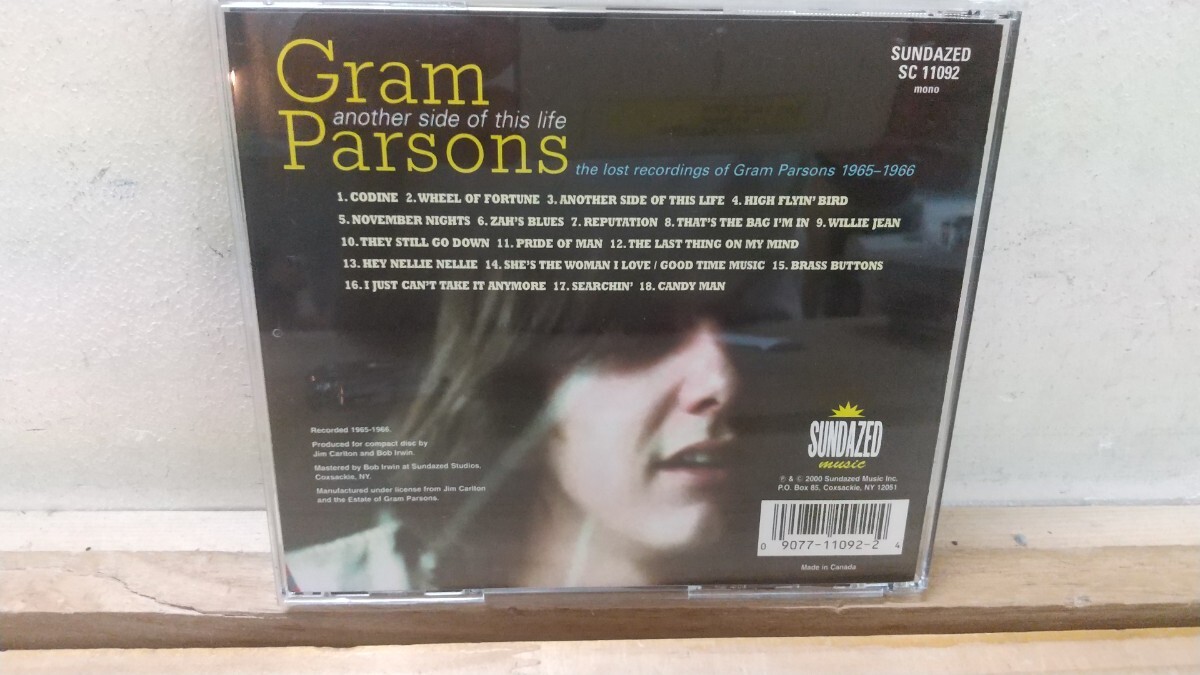 Gram
another side of this life
Parsons
the lost recordings of Gram Parsons 1965–1966
SUNDAZED
SC 11092
mono
1. CODINE 2. WHEEL OF FORTUNE 3. ANOTHER SIDE OF THIS LIFE 4. HIGH FLYIN' BIRD
5. NOVEMBER NIGHTS 6. ZAH'S BLUES 7. REPUTATION 8. THAT'S THE BAG I'M IN 9. WILLIE JEAN
10. THEY STILL GO DOWN 11. PRIDE OF MAN 12. THE LAST THING ON MY MIND
13. HEY NELLIE NELLIE 14. SHE'S THE WOMAN I LOVE / GOOD TIME MUSIC 15. BRASS BUTTONS
16. I JUST CAN'T TAKE IT ANYMORE 17. SEARCHIN' 18. CANDY MAN
Recorded 1965-1966.
Produced for compact disc by
Jim Carlton and Bob Irwin.
Mastered by Bob Irwin at Sundazed Studios,
Coxsackie, NY.
Manufactured under license from Jim Carlton
and the Estate of Gram Parsons.
SUNDAZED
music
℗ & © 2000 Sundazed Music Inc.
P.O. Box 85, Coxsackie, NY 12051
0 9077-11092-2 4
Made in Canada